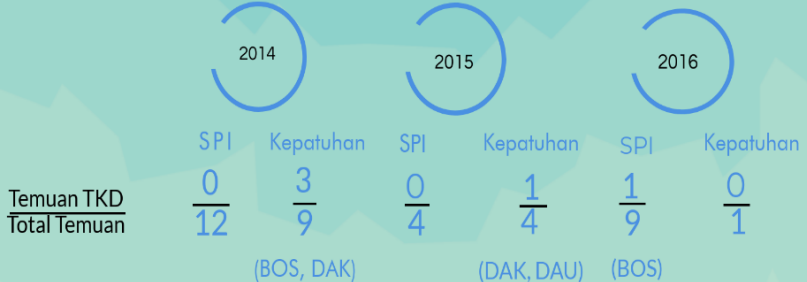 2014 2015 2016
SPI Kepatuhan SPI Kepatuhan SPI Kepatuhan
Temuan TKD 0 3 0 1 1 0
Total Temuan 12 9 4 4 9 1
(BOS, DAK) (DAK, DAU) (BOS)